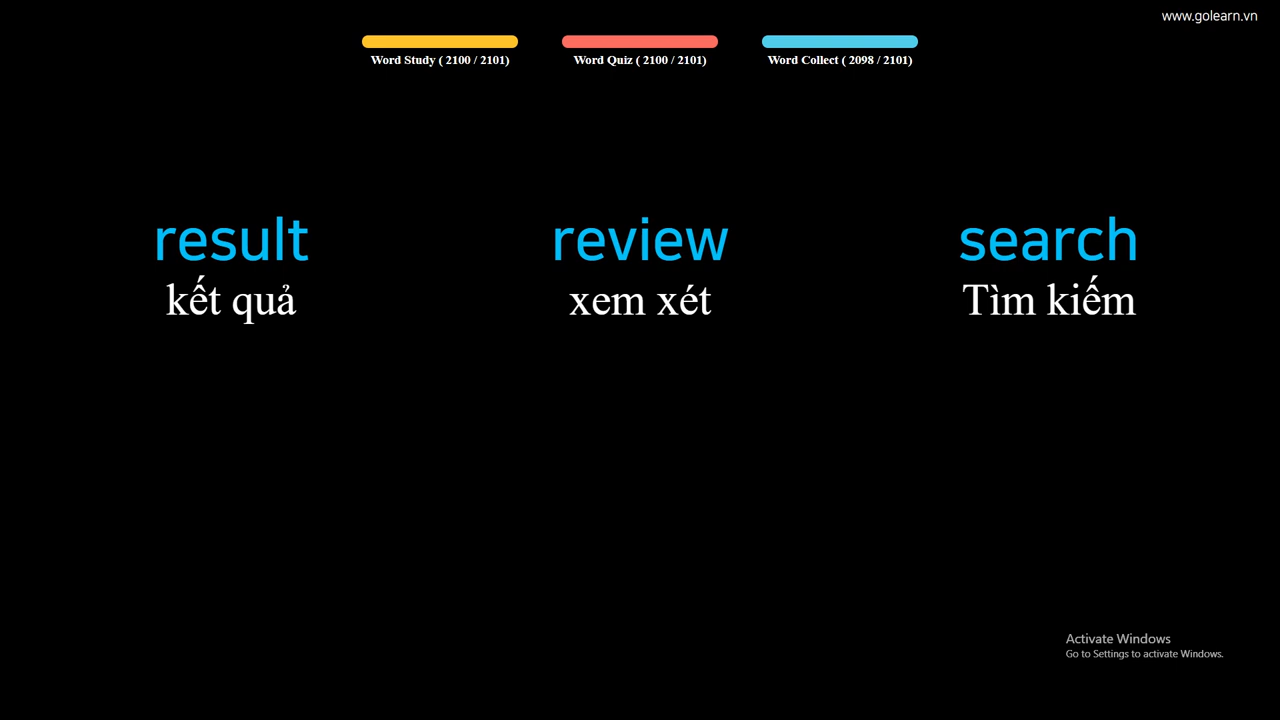 www.golearn.vn
Word Study ( 2100 / 2101)
Word Quiz ( 2100 / 2101)
Word Collect ( 2098 / 2101)
result
kết quả
review
xem xét
search
Tìm kiếm
Activate Windows
Go to Settings to activate Windows.